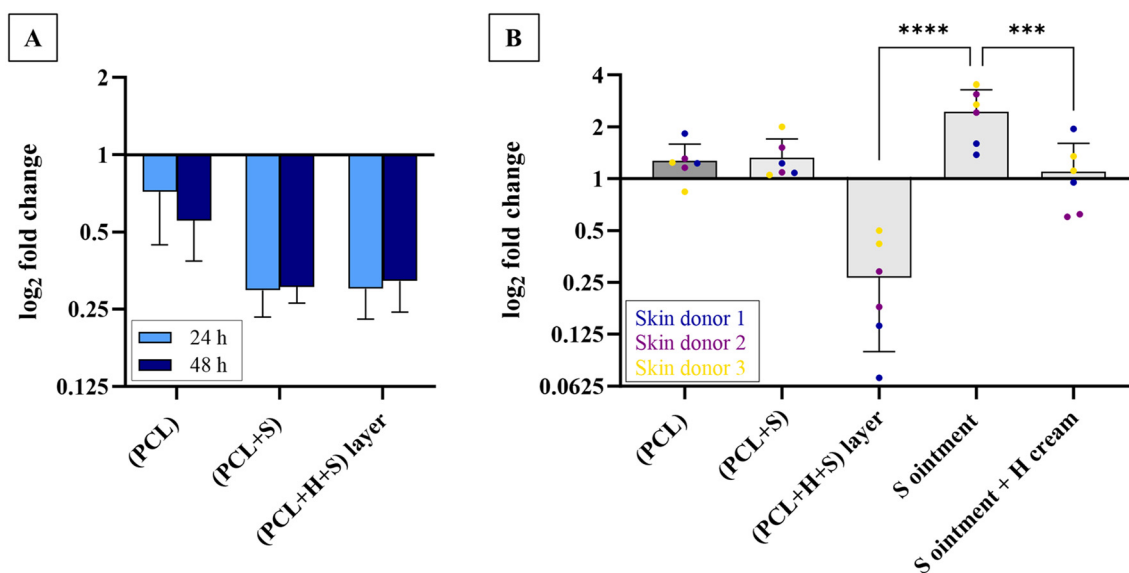 A
log2 fold change
2
1
0.5
0.25
0.125
24 h
48 h
(PCL)
(PCL+S)
(PCL+H+S) layer
B
**** ***
log2 fold change
4
2
1
0.5
0.25
0.125
0.0625
Skin donor 1
Skin donor 2
Skin donor 3
(PCL)
(PCL+S)
(PCL+H+S) layer
S ointment
S ointment + H cream